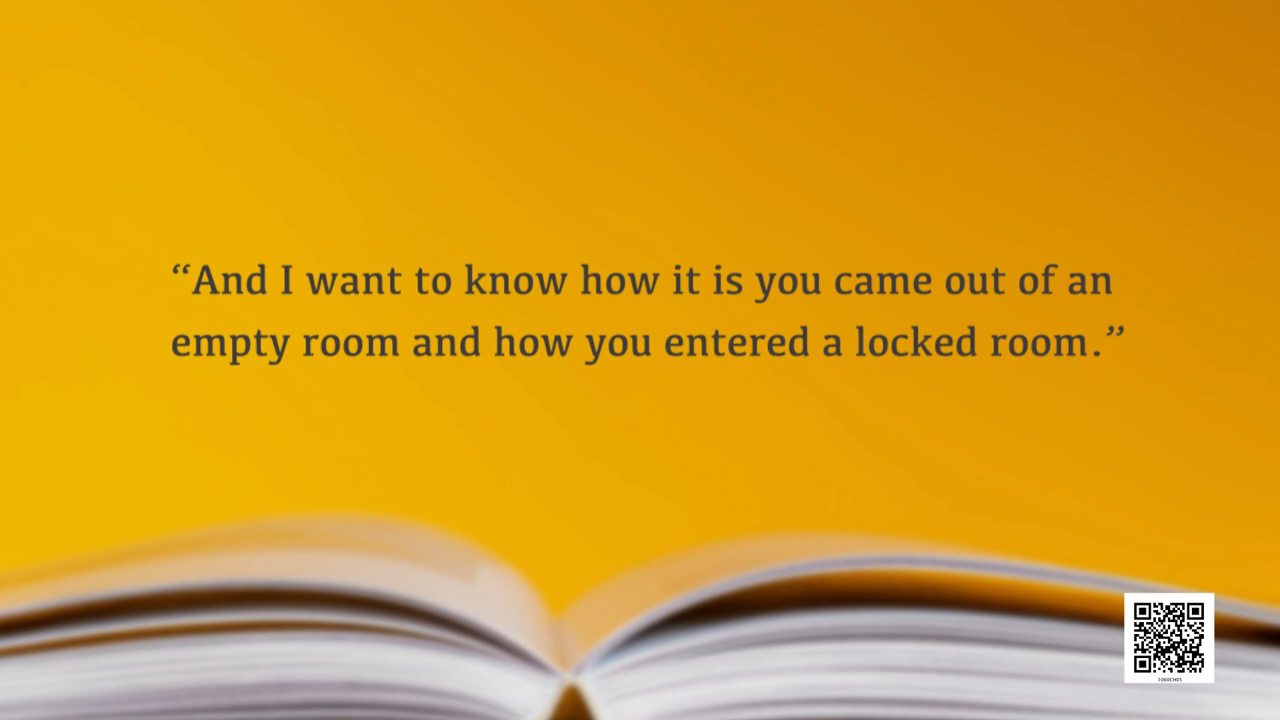 “And I want to know how it is you came out of an
empty room and how you entered a locked room.”